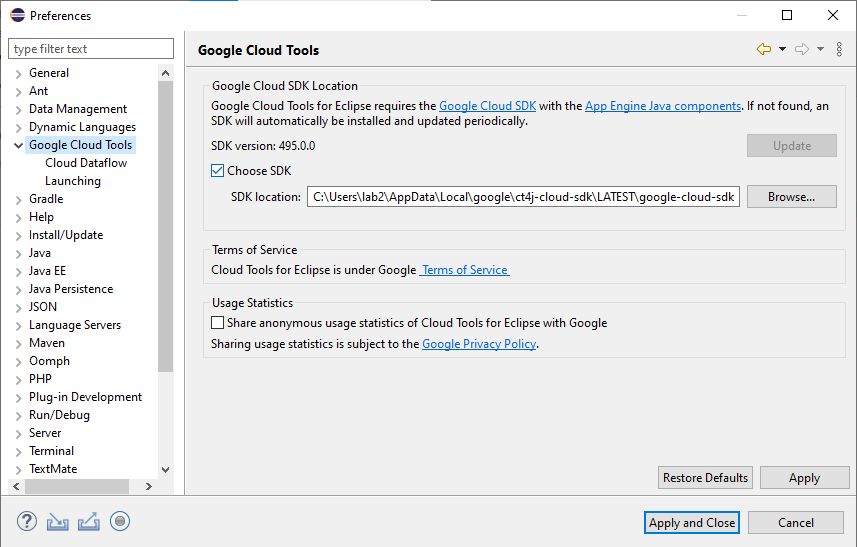 Preferences
type filter text
General
Ant
Data Management
Dynamic Languages
Google Cloud Tools
Cloud Dataflow
Launching
Gradle
Help
Install/Update
Java
Java EE
Java Persistence
JSON
Language Servers
Maven
Oomph
PHP
Plug-in Development
Run/Debug
Server
Terminal
TextMate
Google Cloud Tools
Google Cloud SDK Location
Google Cloud Tools for Eclipse requires the Google Cloud SDK with the App Engine Java components. If not found, an
SDK will automatically be installed and updated periodically.
SDK version: 495.0.0
Update
Choose SDK
SDK location: C:\Users\lab2\AppData\Local\google\ct4j-cloud-sdk\LATEST\google-cloud-sdk
Browse...
Terms of Service
Cloud Tools for Eclipse is under Google Terms of Service
Usage Statistics
Share anonymous usage statistics of Cloud Tools for Eclipse with Google
Sharing usage statistics is subject to the Google Privacy Policy.
Restore Defaults
Apply
?
Apply and Close
Cancel